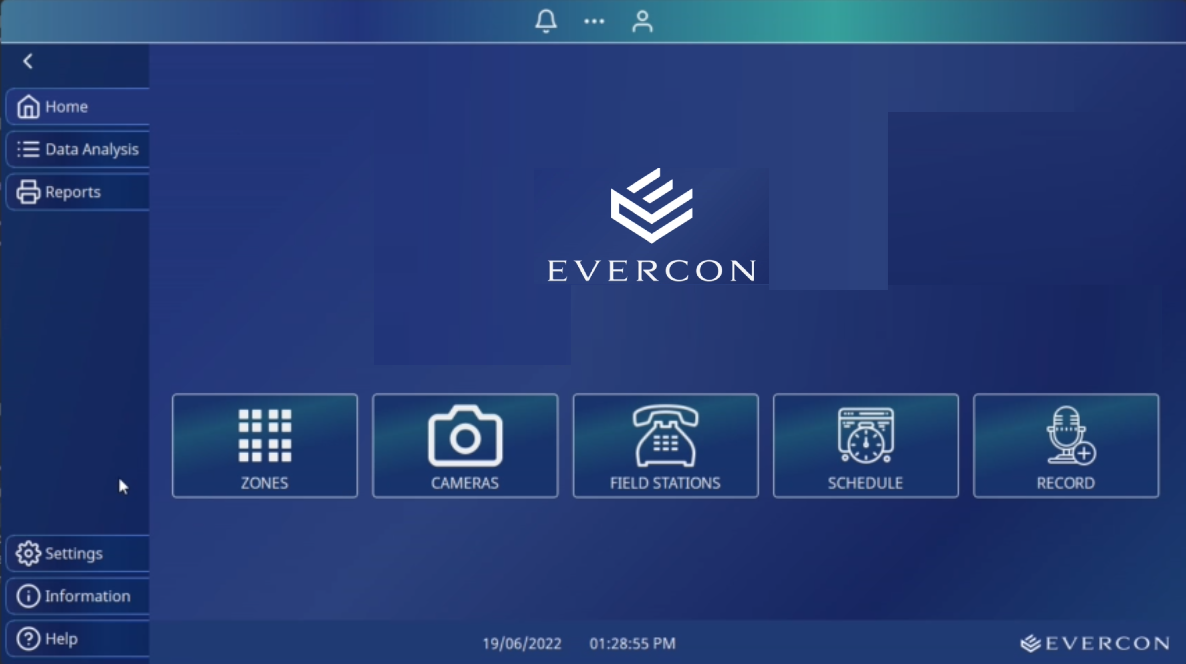 Home
Data Analysis
Reports
EVERCON
ZONES
CAMERAS
FIELD STATIONS
SCHEDULE
RECORD
Settings
Information
Help
19/06/2022 01:28:55 PM
EVERCON